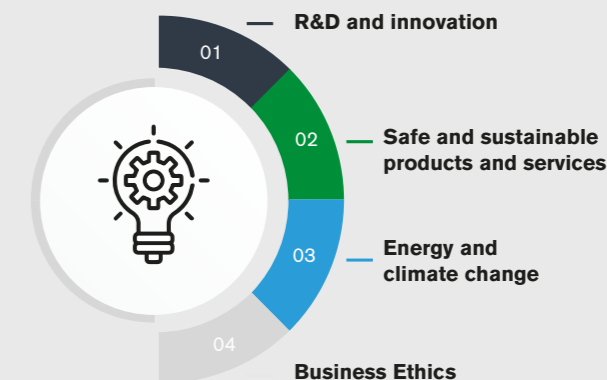 01
R&D and innovation
02
Safe and sustainable
products and services
03
Energy and
climate change
04
Business Ethics